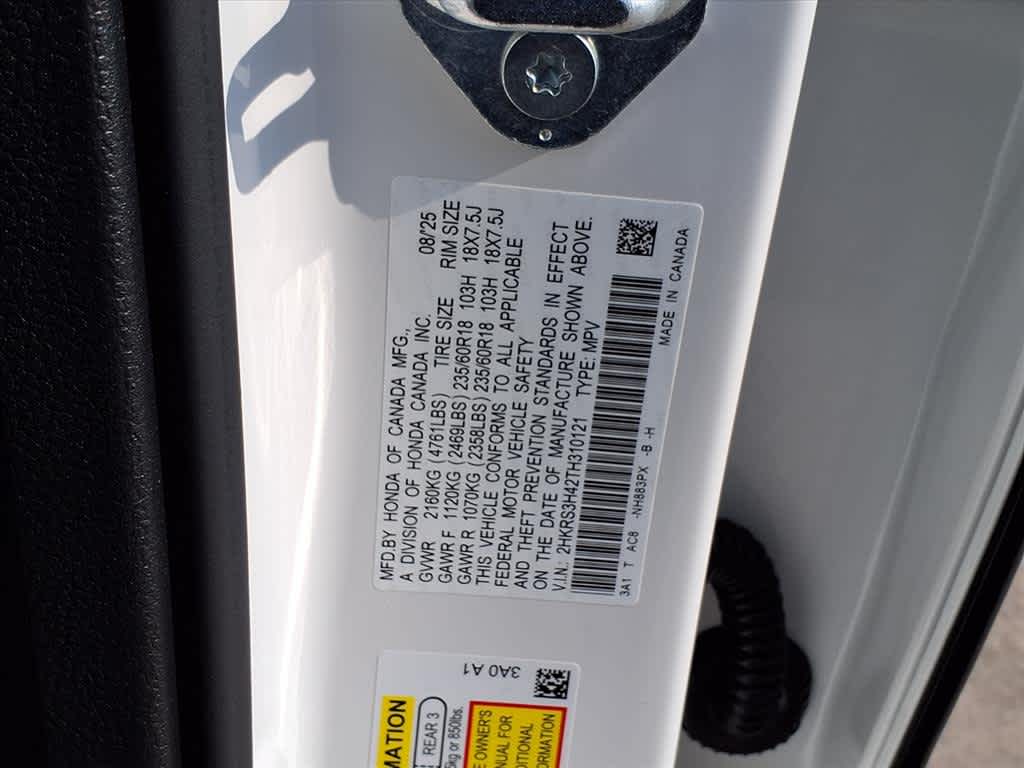 MFD.BY HONDA OF CANADA MFG.,
A DIVISION OF HONDA CANADA INC. 08/'25
GVWR 2160KG (4761LBS) TIRE SIZE RIM SIZE
GAWR F 1120KG (2469LBS) 235/60R18 103H 18X7.5J
GAWR R 1070KG (2358LBS) 235/60R18 103H 18X7.5J
THIS VEHICLE CONFORMS TO ALL APPLICABLE
FEDERAL MOTOR VEHICLE SAFETY
AND THEFT PREVENTION STANDARDS IN EFFECT
ON THE DATE OF MANUFACTURE SHOWN ABOVE.
V.I.N.: 2HKRS3H42TH310121 TYPE: MPV
3A1 T AC8 -NH883PX -B -H
MADE IN CANADA
3A0 A1
MATION
REAR 3
5kg or 850lbs.
E OWNER'S
NUAL FOR
DITIONAL
ORMATION